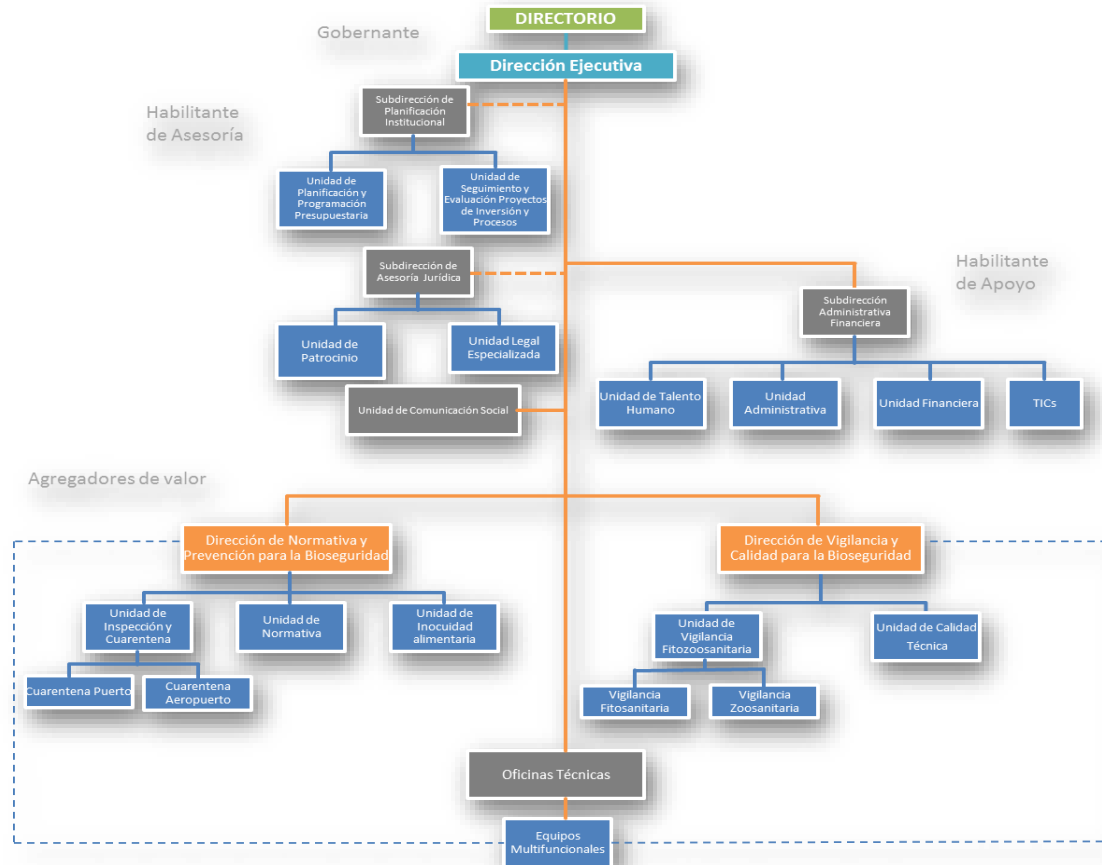 DIRECTORIO
Gobernante
Dirección Ejecutiva
Habilitante
de Asesoría
Subdirección de
Planificación
Institucional
Unidad de
Planificación y
Programación
Presupuestaria
Unidad de
Seguimiento y
Evaluación Proyectos
de Inversión y
Procesos
Subdirección de
Asesoría Jurídica
Unidad de
Patrocinio
Unidad Legal
Especializada
Unidad de Comunicación Social
Habilitante
de Apoyo
Subdirección
Administrativa
Financiera
Unidad de Talento
Humano
Unidad
Administrativa
Unidad Financiera
TICs
Agregadores de valor
Dirección de Normativa y
Prevención para la Bioseguridad
Unidad de
Inspección y
Cuarentena
Unidad de
Normativa
Unidad de
Inocuidad
alimentaria
Cuarentena Puerto
Cuarentena
Aeropuerto
Dirección de Vigilancia y
Calidad para la Bioseguridad
Unidad de
Vigilancia
Fitozoosanitaria
Unidad de Calidad
Técnica
Vigilancia
Fitosanitaria
Vigilancia
Zoosanitaria
Oficinas Técnicas
Equipos
Multifuncionales